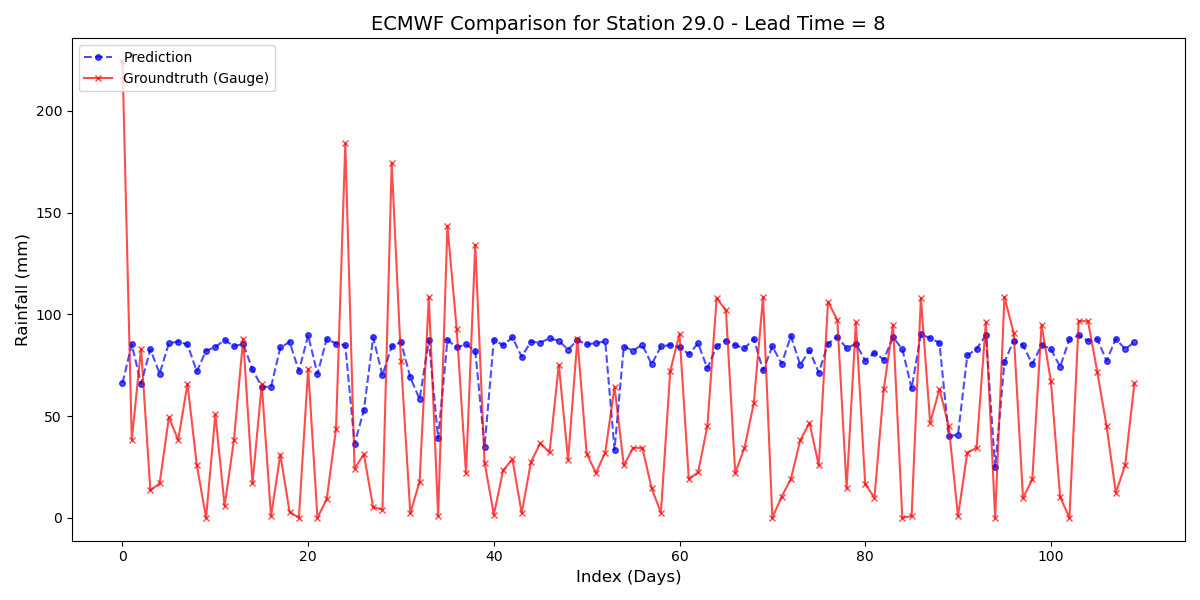 ECMWF Comparison for Station 29.0 - Lead Time = 8
Prediction
Groundtruth (Gauge)
Rainfall (mm)
200
150
100
50
0
0 20 40 60 80 100
Index (Days)